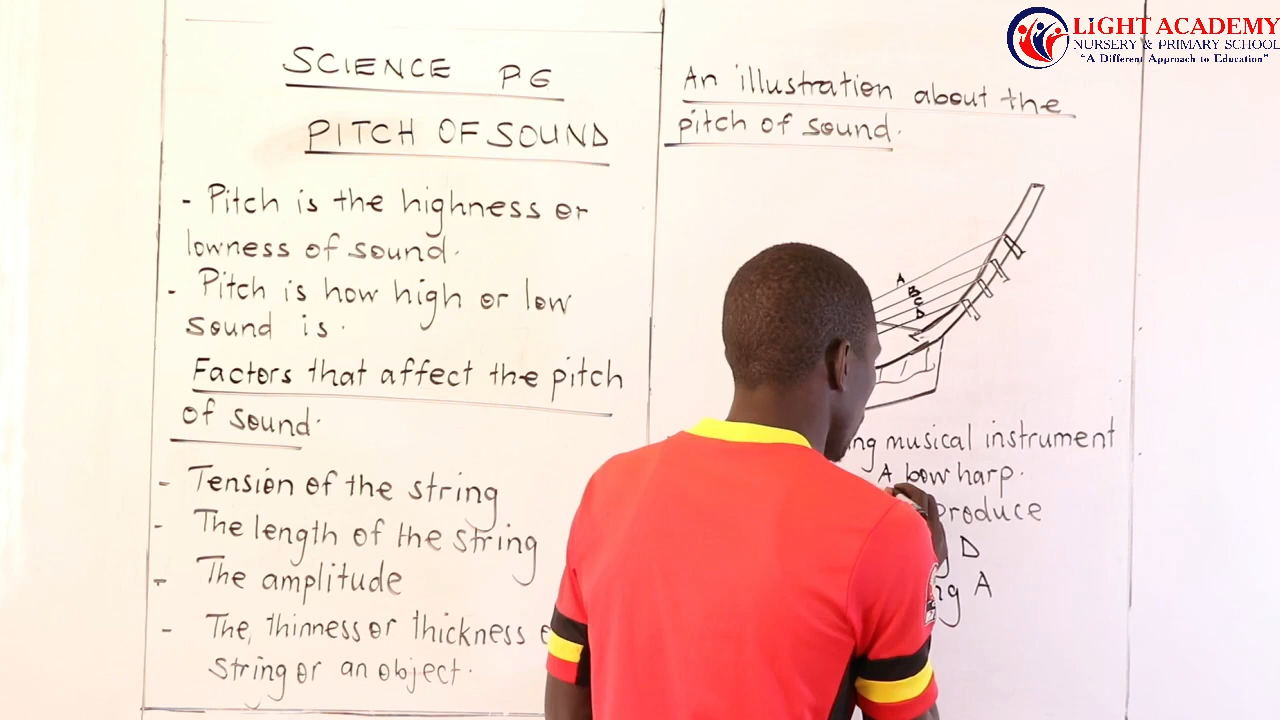 LIGHT ACADEMY
NURSERY & PRIMARY SCHOOL
"A Different Approach to Education"
SCIENCE P6
PITCH OF SOUND
- Pitch is the highness or
lowness of sound.
- Pitch is how high or low
sound is.
Factors that affect the pitch
of sound.
- Tension of the string
- The length of the string
- The amplitude
- The, thinness or thickness
string or an object.
An illustration about the
pitch of sound.
A
B
C
D
musical instrument
A bow harp.
produce
D
A